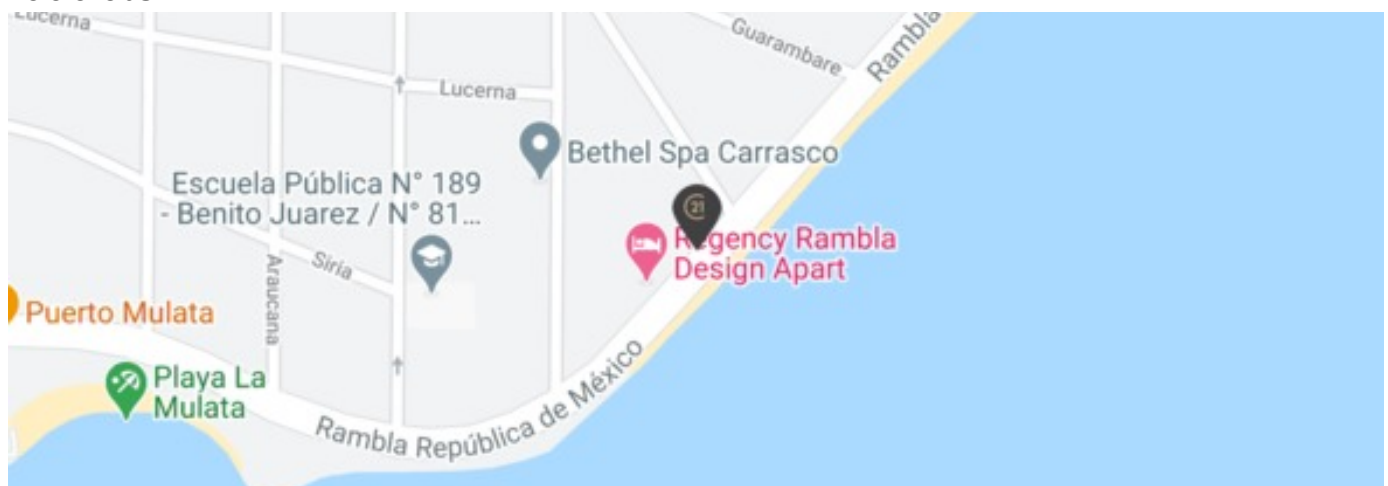 Lucerna
Guarambare
Rambla
Lucerna
Bethel Spa Carrasco
Escuela Pública N° 189
- Benito Juarez / N° 81...
21
Regency Rambla
Design Apart
Siria
Araucana
Puerto Mulata
Playa La
Mulata
Rambla República de México